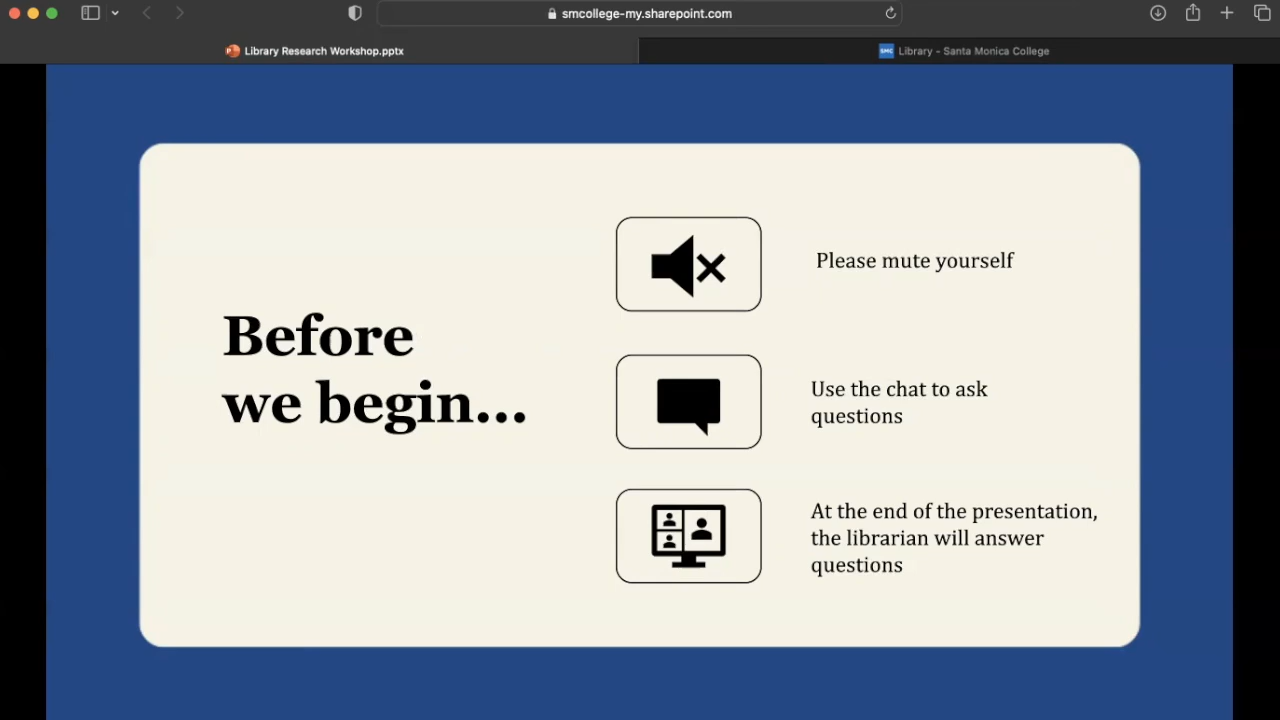 smcollege-my.sharepoint.com
Library Research Workshop.pptx
SMC Library - Santa Monica College
Before
we begin...
Please mute yourself
Use the chat to ask
questions
At the end of the presentation,
the librarian will answer
questions